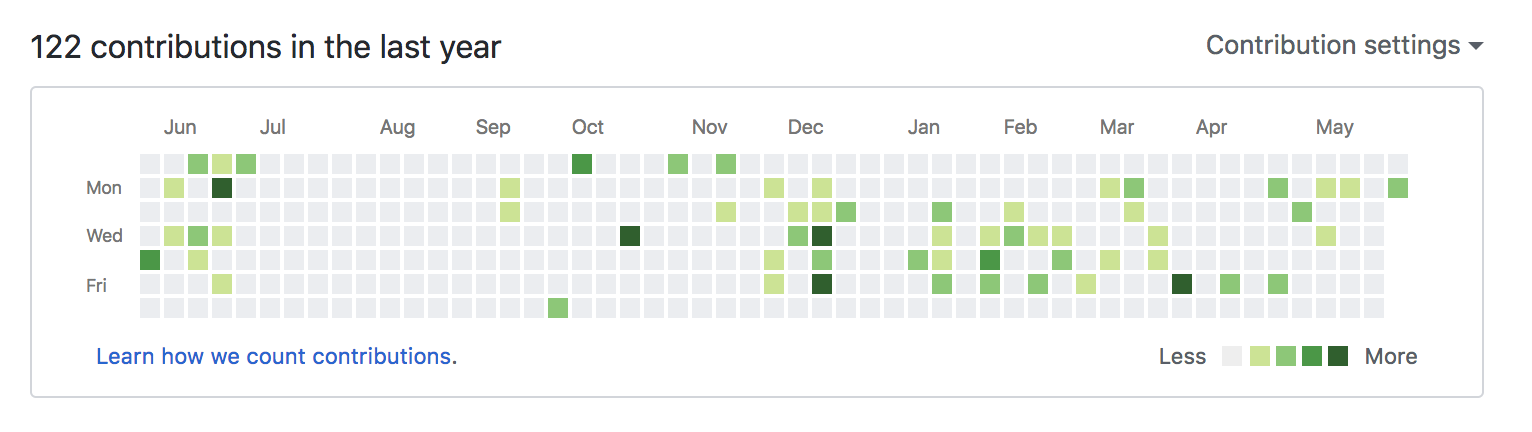 122 contributions in the last year
Contribution settings
Jun Jul Aug Sep Oct Nov Dec Jan Feb Mar Apr May
Mon
Wed
Fri
Learn how we count contributions.
Less More